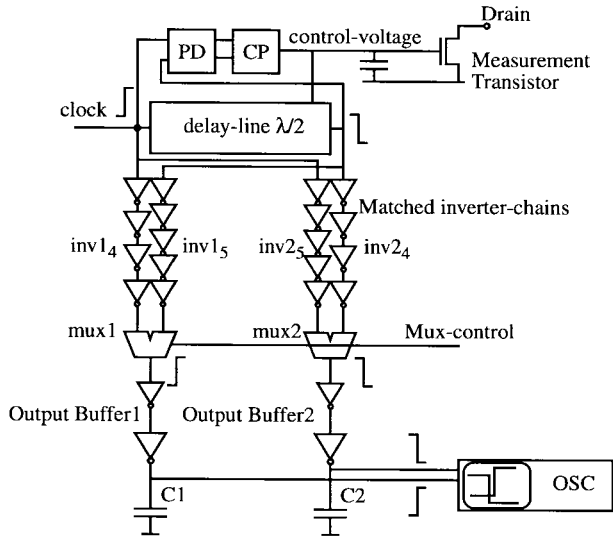 Drain
control-voltage
PD
CP
Measurement
Transistor
clock
delay-line λ/2
Matched inverter-chains
inv1₄
inv1₅
inv2₅
inv2₄
mux1
mux2
Mux-control
Output Buffer1
Output Buffer2
C1
C2
OSC